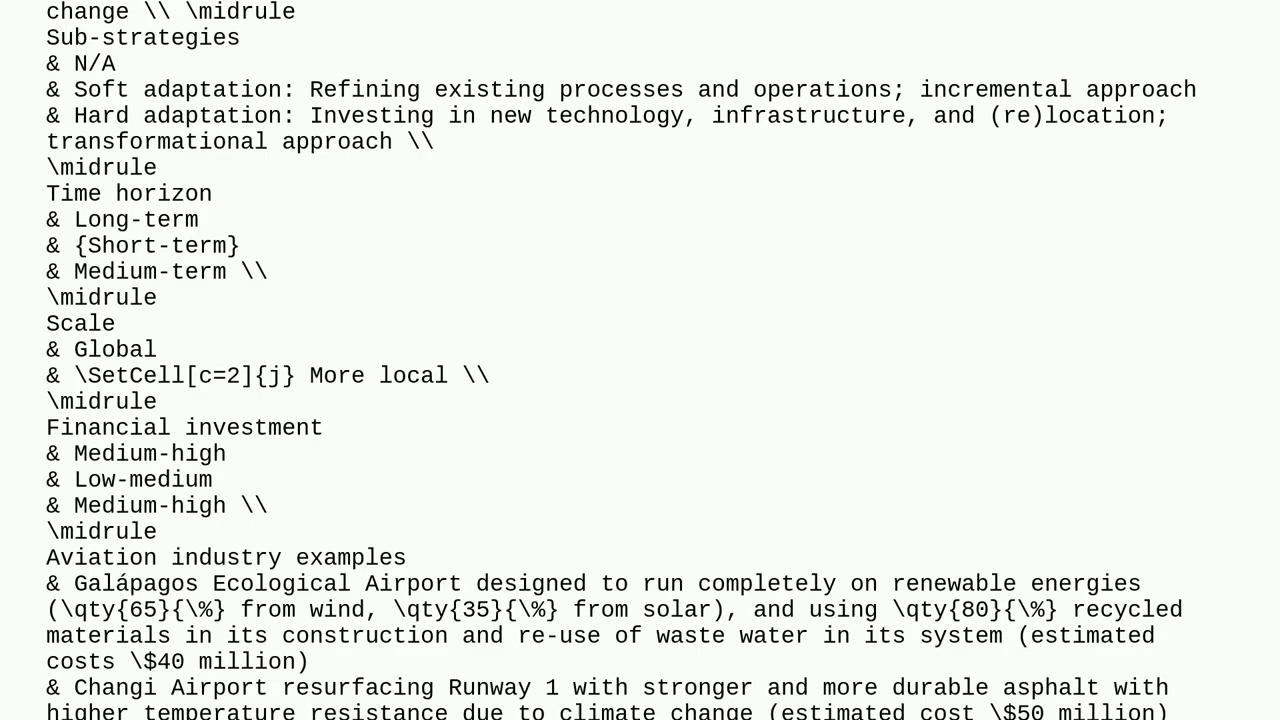 change \\ \midrule
Sub-strategies
& N/A
& Soft adaptation: Refining existing processes and operations; incremental approach
& Hard adaptation: Investing in new technology, infrastructure, and (re)location;
transformational approach \\
\midrule
Time horizon
& Long-term
& {Short-term}
& Medium-term \\
\midrule
Scale
& Global
& \SetCell[c=2]{j} More local \\
\midrule
Financial investment
& Medium-high
& Low-medium
& Medium-high \\
\midrule
Aviation industry examples
& Galápagos Ecological Airport designed to run completely on renewable energies
(\qty{65}{\%} from wind, \qty{35}{\%} from solar), and using \qty{80}{\%} recycled
materials in its construction and re-use of waste water in its system (estimated
costs \$40 million)
& Changi Airport resurfacing Runway 1 with stronger and more durable asphalt with
higher temperature resistance due to climate change (estimated cost \$50 million)